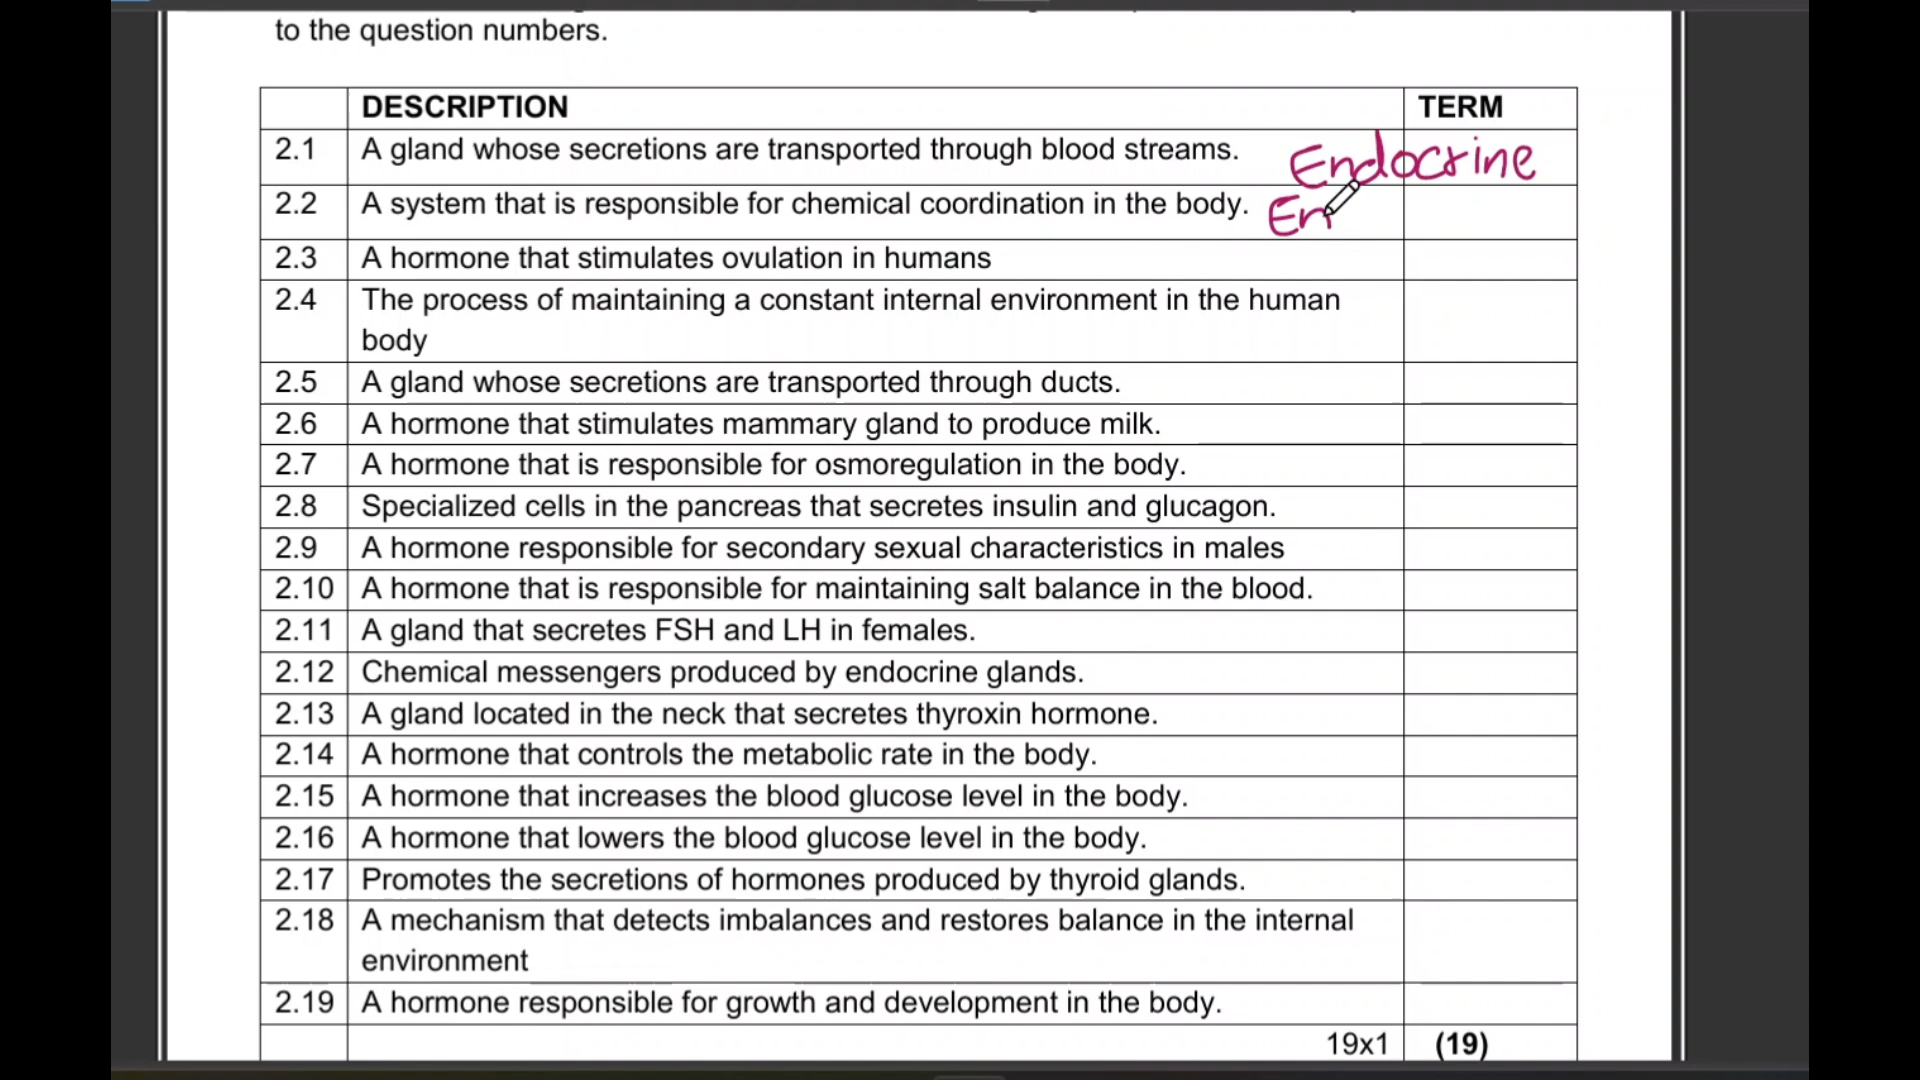 to the question numbers.
DESCRIPTION TERM
2.1 A gland whose secretions are transported through blood streams. Endocrine
2.2 A system that is responsible for chemical coordination in the body. En
2.3 A hormone that stimulates ovulation in humans
2.4 The process of maintaining a constant internal environment in the human
body
2.5 A gland whose secretions are transported through ducts.
2.6 A hormone that stimulates mammary gland to produce milk.
2.7 A hormone that is responsible for osmoregulation in the body.
2.8 Specialized cells in the pancreas that secretes insulin and glucagon.
2.9 A hormone responsible for secondary sexual characteristics in males
2.10 A hormone that is responsible for maintaining salt balance in the blood.
2.11 A gland that secretes FSH and LH in females.
2.12 Chemical messengers produced by endocrine glands.
2.13 A gland located in the neck that secretes thyroxin hormone.
2.14 A hormone that controls the metabolic rate in the body.
2.15 A hormone that increases the blood glucose level in the body.
2.16 A hormone that lowers the blood glucose level in the body.
2.17 Promotes the secretions of hormones produced by thyroid glands.
2.18 A mechanism that detects imbalances and restores balance in the internal
environment
2.19 A hormone responsible for growth and development in the body.
19x1 (19)